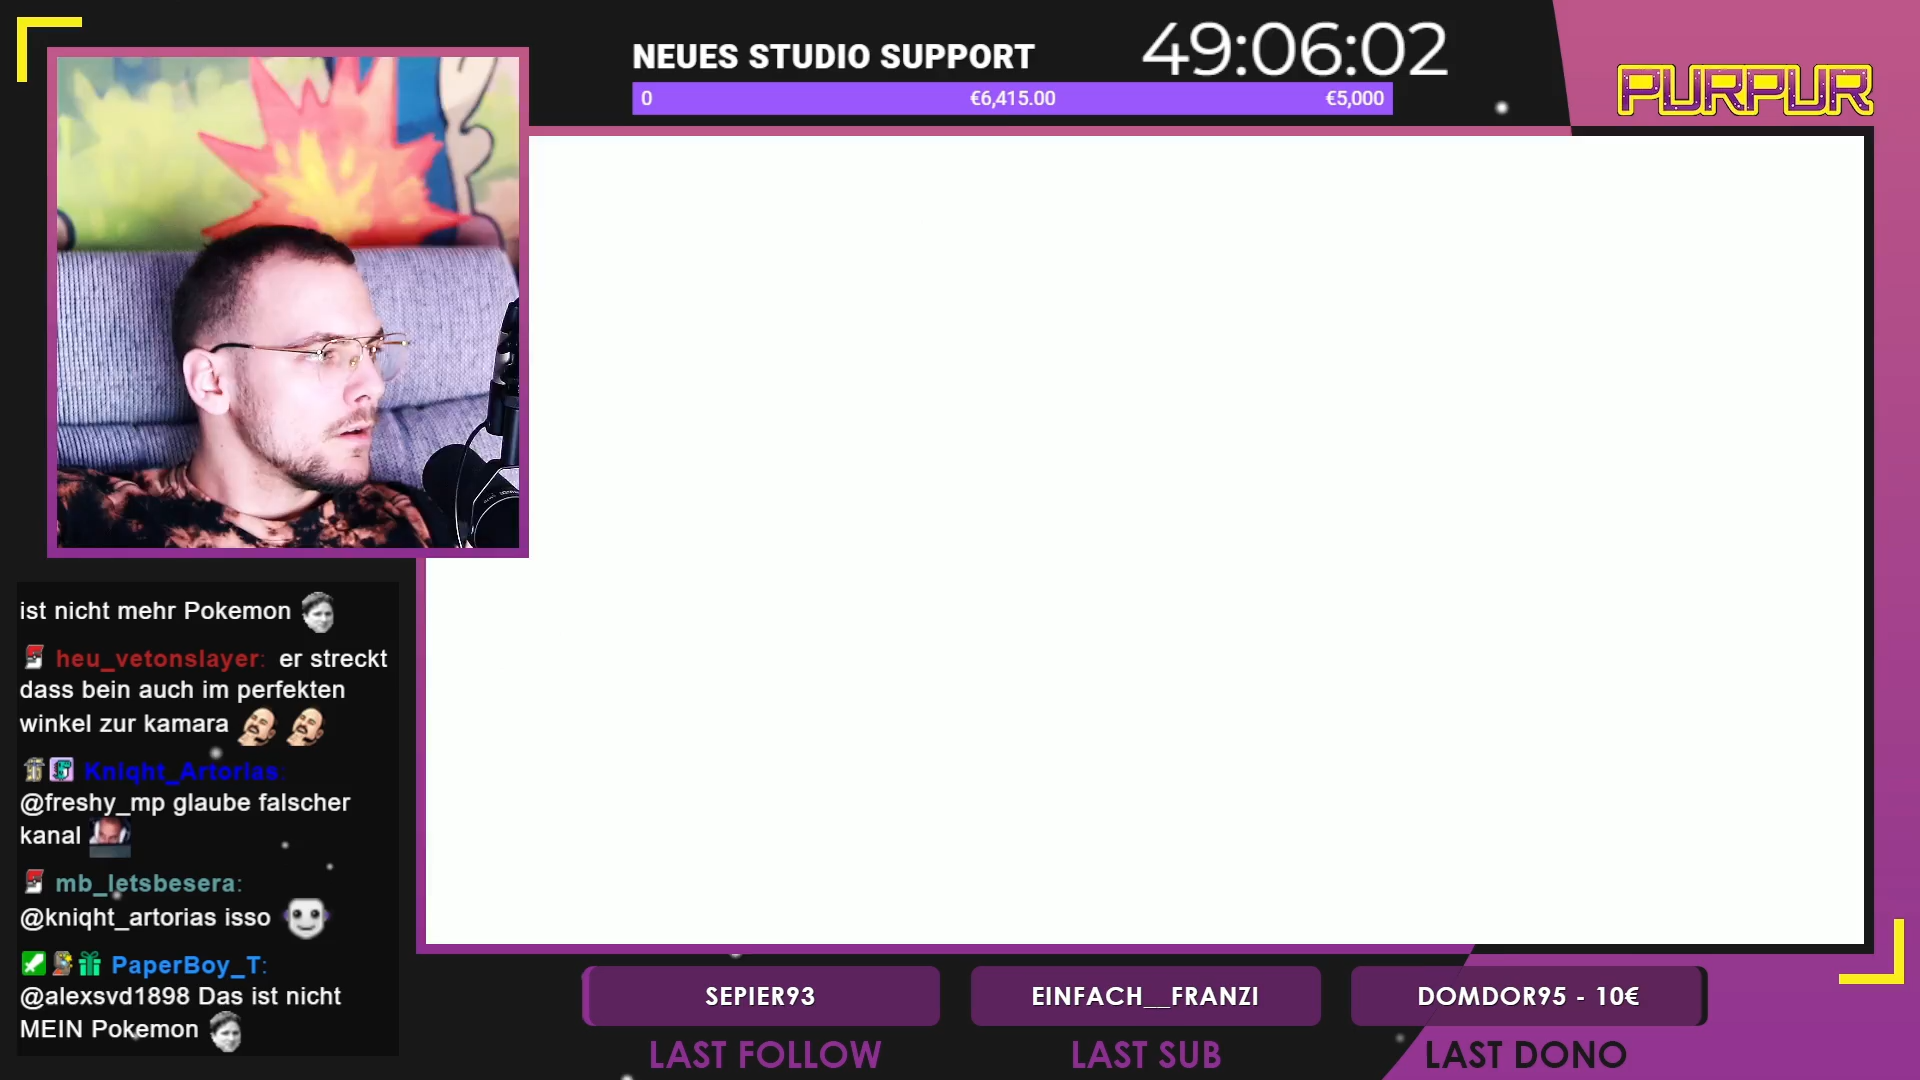 NEUES STUDIO SUPPORT
49:06:02
0 €6,415.00 €5,000
PURPUR
ist nicht mehr Pokemon
heu_vetonslayer: er streckt
dass bein auch im perfekten
winkel zur kamara
Kniqht_Artorias:
@freshy_mp glaube falscher
kanal
mb_letsbesera:
@kniqht_artorias isso
PaperBoy_T:
@alexsvd1898 Das ist nicht
MEIN Pokemon
SEPIER93
EINFACH__FRANZI
DOMDOR95 - 10€
LAST FOLLOW
LAST SUB
LAST DONO